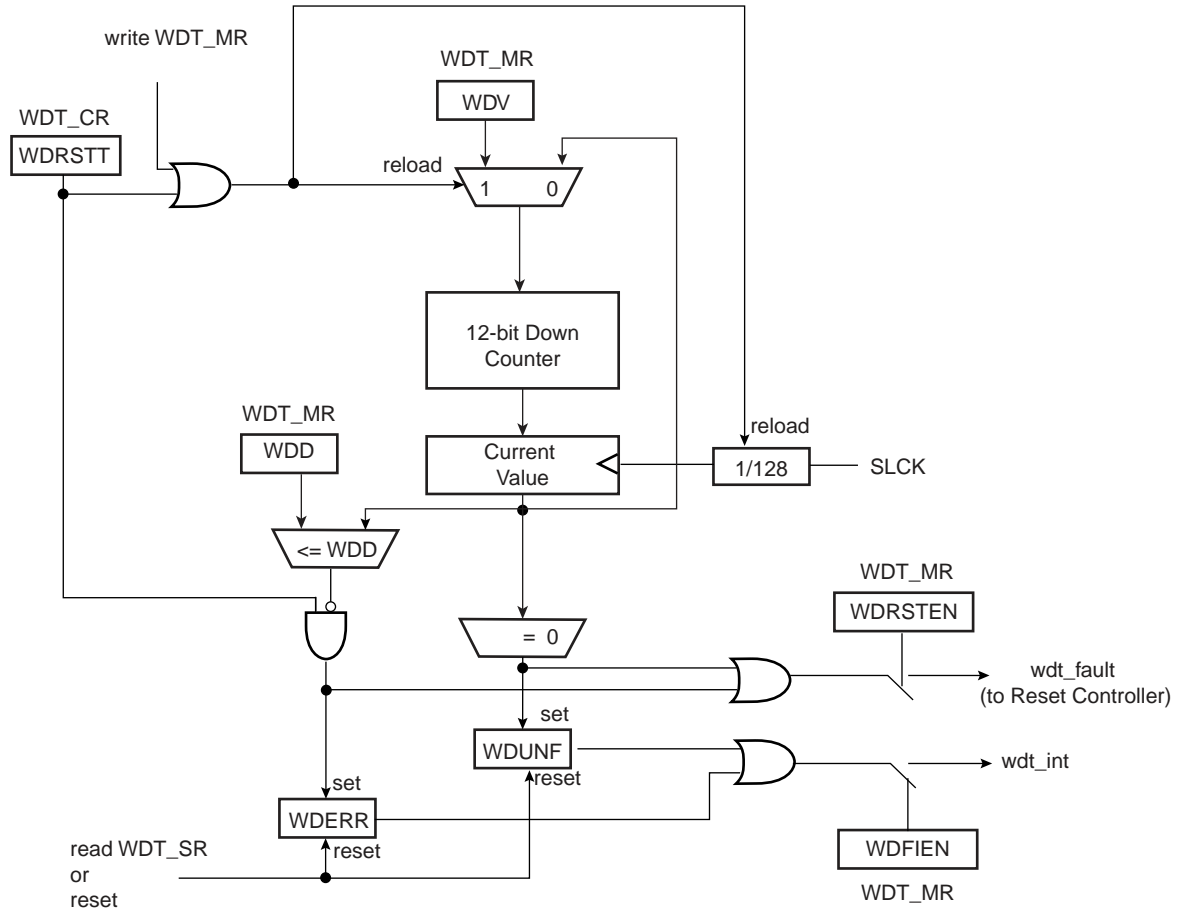 write WDT_MR
WDT_MR
WDV
WDT_CR
WDRSTT
reload
1 0
12-bit Down
Counter
WDT_MR
WDD
Current
Value
reload
1/128
SLCK
<= WDD
WDT_MR
WDRSTEN
= 0
wdt_fault
(to Reset Controller)
set
WDUNF
reset
wdt_int
set
WDERR
reset
WDFIEN
WDT_MR
read WDT_SR
or
reset